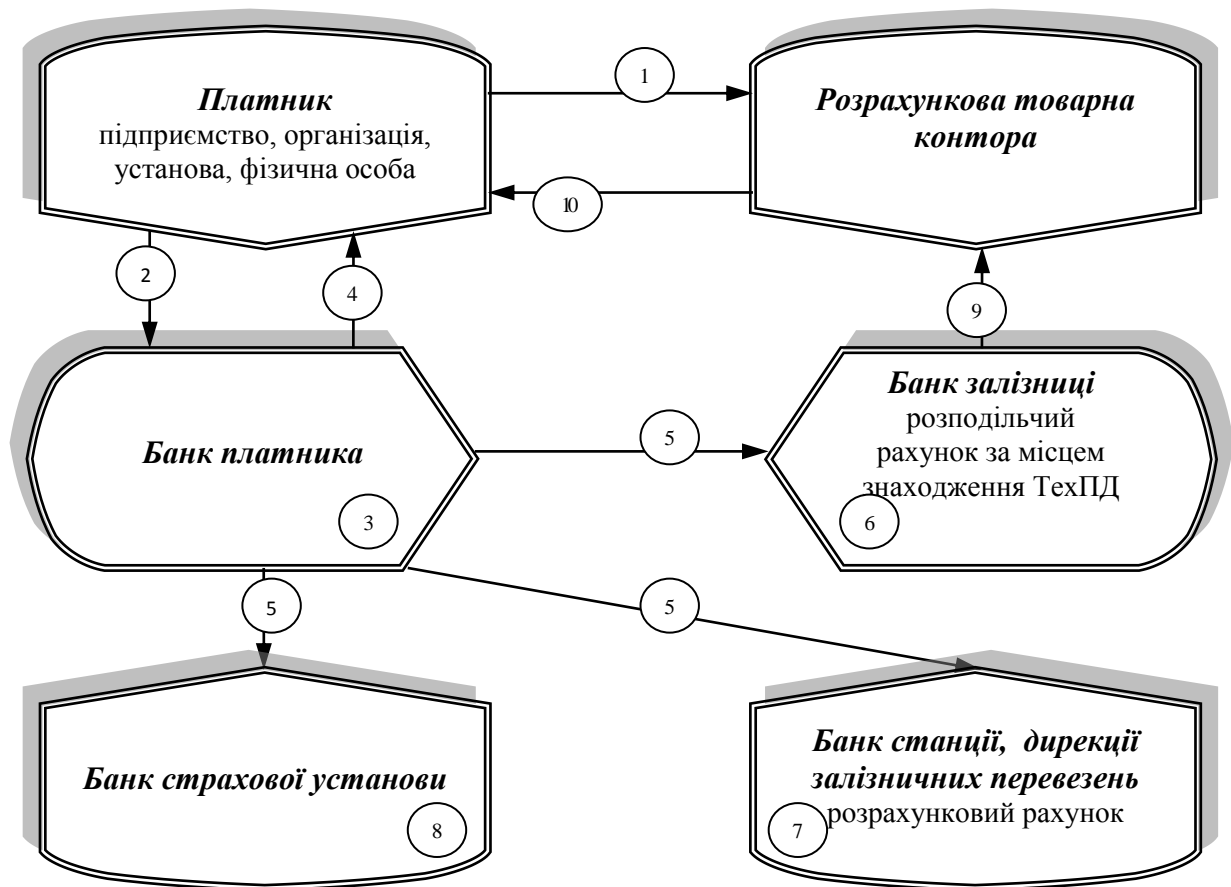 1
Платник
підприємство, організація,
установа, фізична особа
Розрахункова товарна
контора
10
2
4
9
Банк платника
3
5
Банк залізниці
розподільчий
рахунок за місцем
знаходження ТехПД
6
5
5
Банк страхової установи
8
Банк станції, дирекції
залізничних перевезень
розрахунковий рахунок
7